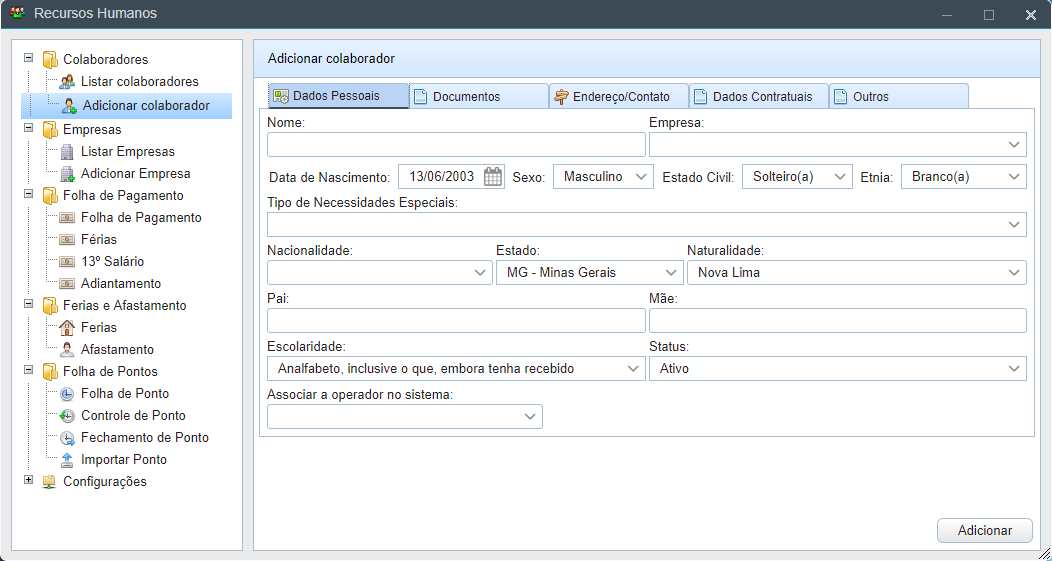 Recursos Humanos
Colaboradores
Listar colaboradores
Adicionar colaborador
Empresas
Listar Empresas
Adicionar Empresa
Folha de Pagamento
Folha de Pagamento
Férias
13º Salário
Adiantamento
Ferias e Afastamento
Ferias
Afastamento
Folha de Pontos
Folha de Ponto
Controle de Ponto
Fechamento de Ponto
Importar Ponto
Configurações
Adicionar colaborador
Dados Pessoais Documentos Endereço/Contato Dados Contratuais Outros
Nome: Empresa:
Data de Nascimento: 13/06/2003 Sexo: Masculino Estado Civil: Solteiro(a) Etnia: Branco(a)
Tipo de Necessidades Especiais:
Nacionalidade: Estado: Naturalidade:
MG - Minas Gerais Nova Lima
Pai: Mãe:
Escolaridade: Status:
Analfabeto, inclusive o que, embora tenha recebido Ativo
Associar a operador no sistema:
Adicionar